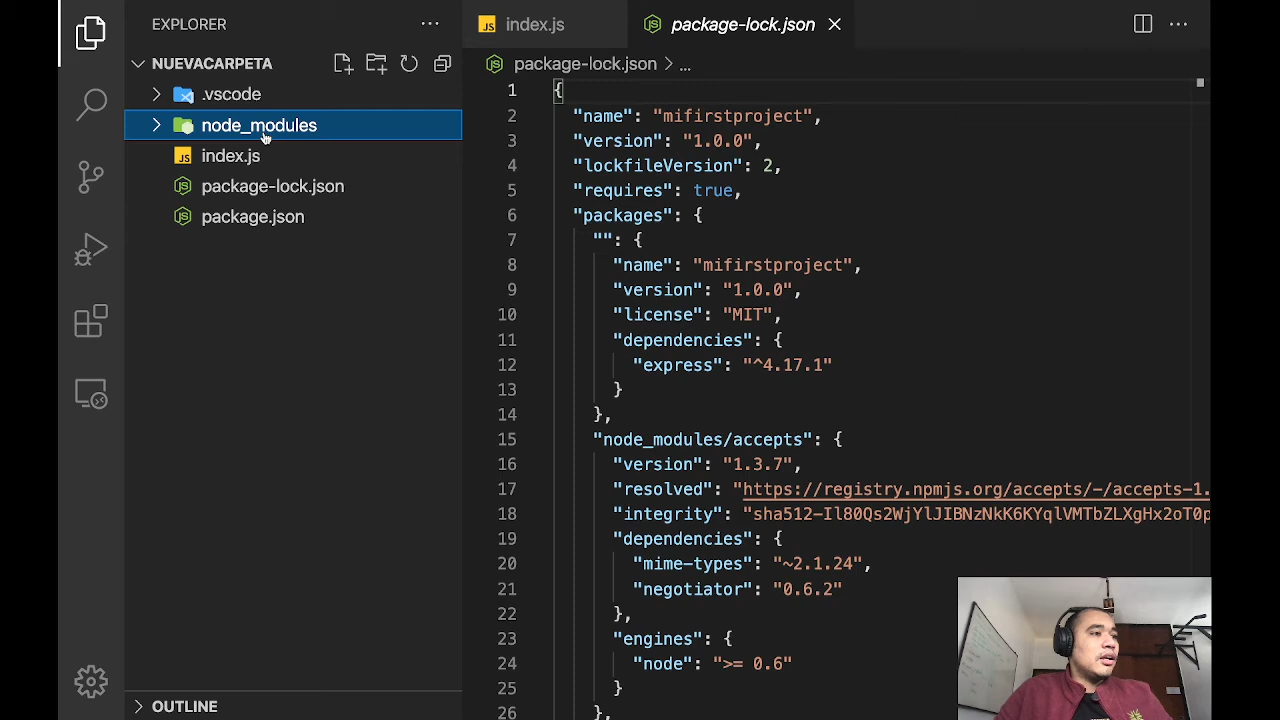 EXPLORER
NUEVACARPETA
.vscode
node_modules
index.js
package-lock.json
package.json
OUTLINE
index.js
package-lock.json
package-lock.json > ...
1 {
2 "name": "mifirstproject",
3 "version": "1.0.0",
4 "lockfileVersion": 2,
5 "requires": true,
6 "packages": {
7 "": {
8 "name": "mifirstproject",
9 "version": "1.0.0",
10 "license": "MIT",
11 "dependencies": {
12 "express": "^4.17.1"
13 }
14 },
15 "node_modules/accepts": {
16 "version": "1.3.7",
17 "resolved": "https://registry.npmjs.org/accepts/-/accepts-1.
18 "integrity": "sha512-Il80Qs2WjYlJIBNzNkK6KYqlVMTbZLXgHx2oT0p
19 "dependencies": {
20 "mime-types": "~2.1.24",
21 "negotiator": "0.6.2"
22 },
23 "engines": {
24 "node": ">= 0.6"
25 }
26 },